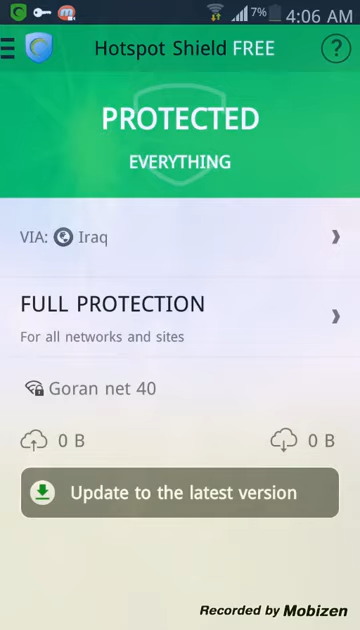 7% 4:06 AM
Hotspot Shield FREE ?
PROTECTED
EVERYTHING
VIA: Iraq
FULL PROTECTION
For all networks and sites
Goran net 40
0 B 0 B
Update to the latest version
Recorded by Mobizen